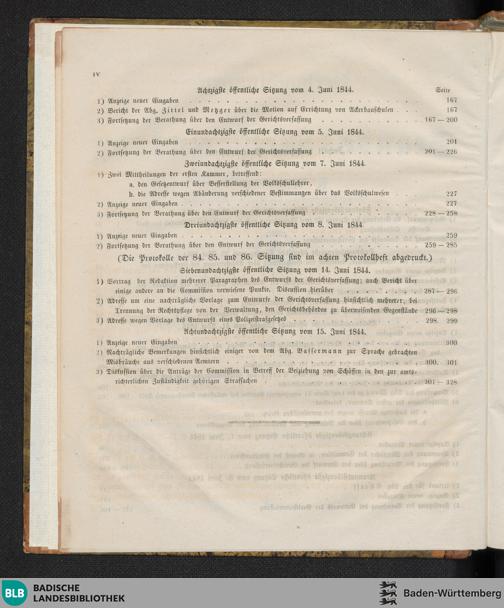 IV
Achtzigste öffentliche Sitzung vom 4. Juni 1844. Seite
1) Anzeige neuer Eingaben . . . 167
2) Bericht der Abg. Zittel und Metzger über die Motion auf Errichtung von Ackerbauschulen . . . 167
3) Fortsetzung der Berathung über den Entwurf der Gerichtsverfassung . . . 167—200
Einundachtzigste öffentliche Sitzung vom 5. Juni 1844.
1) Anzeige neuer Eingaben . . . 201
2) Fortsetzung der Berathung über den Entwurf der Gerichtsverfassung . . . 201—226
Zweiundachtzigste öffentliche Sitzung vom 7. Juni 1844.
1) Zwei Mittheilungen der ersten Kammer, betreffend:
a. den Gesetzentwurf über Besserstellung der Volksschullehrer,
b. die Adresse wegen Abänderung verschiedener Bestimmungen über das Volksschulwesen 227
2) Anzeige neuer Eingaben . . . 227
3) Fortsetzung der Berathung über den Entwurf der Gerichtsverfassung . . . 228—258
Dreiundachtzigste öffentliche Sitzung vom 8. Juni 1844
1) Anzeige neuer Eingaben . . . 259
2) Fortsetzung der Berathung über den Entwurf der Gerichtsverfassung . . . 259—285
(Die Protokolle der 84. 85. und 86. Sitzung sind im achten Protokollheft abgedruckt.)
Siebenundachtzigste öffentliche Sitzung vom 14. Juni 1844.
1) Vortrag der Redaktion mehrerer Paragraphen des Entwurfs der Gerichtsverfassung; auch Bericht über
einige andere an die Commission verwiesene Punkte. Diskussion hierüber . . . 287—296
2) Adresse um eine nachträgliche Vorlage zum Entwurfe der Gerichtsverfassung hinsichtlich mehrerer, bei
Trennung der Rechtspflege von der Verwaltung, den Gerichtsbehörden zu überweisenden Gegenstände 296—298
3) Adresse wegen Vorlage des Entwurfs eines Polizeistrafgesetzes . . . 298. 299
Achtundachtzigste öffentliche Sitzung vom 15. Juni 1844.
1) Anzeige neuer Eingaben . . . 300
2) Nachträgliche Bemerkungen hinsichtlich einiger von dem Abg. Bassermann zur Sprache gebrachten
Mißbräuche aus verschiedenen Aemtern . . . 300. 301
3) Diskussion über die Anträge der Commission in Betreff der Beiziehung von Schöffen in den zur amts-
richterlichen Zuständigkeit gehörigen Strafsachen . . . 301—328
BLB BADISCHE
LANDESBIBLIOTHEK
Baden-Württemberg